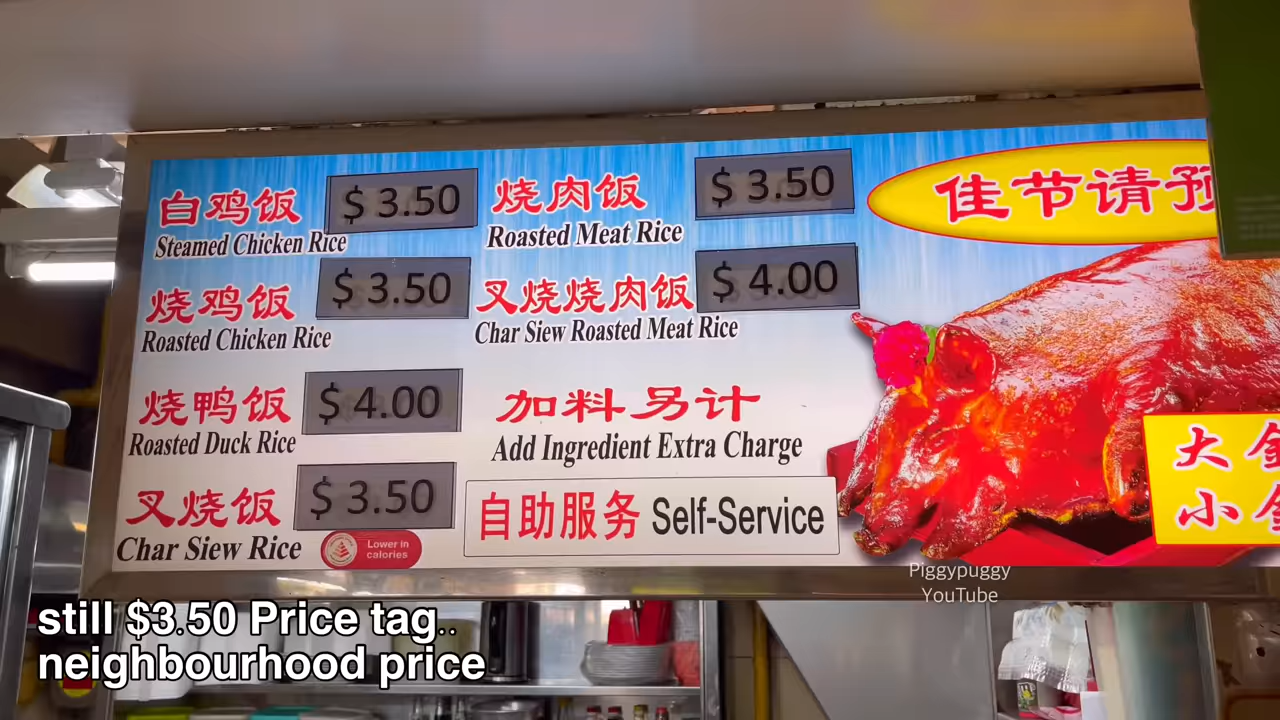 白鸡饭 $3.50
Steamed Chicken Rice
烧鸡饭 $3.50
Roasted Chicken Rice
烧鸭饭 $4.00
Roasted Duck Rice
叉烧饭 $3.50
Char Siew Rice
Lower in
calories
烧肉饭 $3.50
Roasted Meat Rice
叉烧烧肉饭 $4.00
Char Siew Roasted Meat Rice
加料另计
Add Ingredient Extra Charge
自助服务 Self-Service
佳节请预
大金
小金
Piggypuggy
YouTube
still $3.50 Price tag..
neighbourhood price